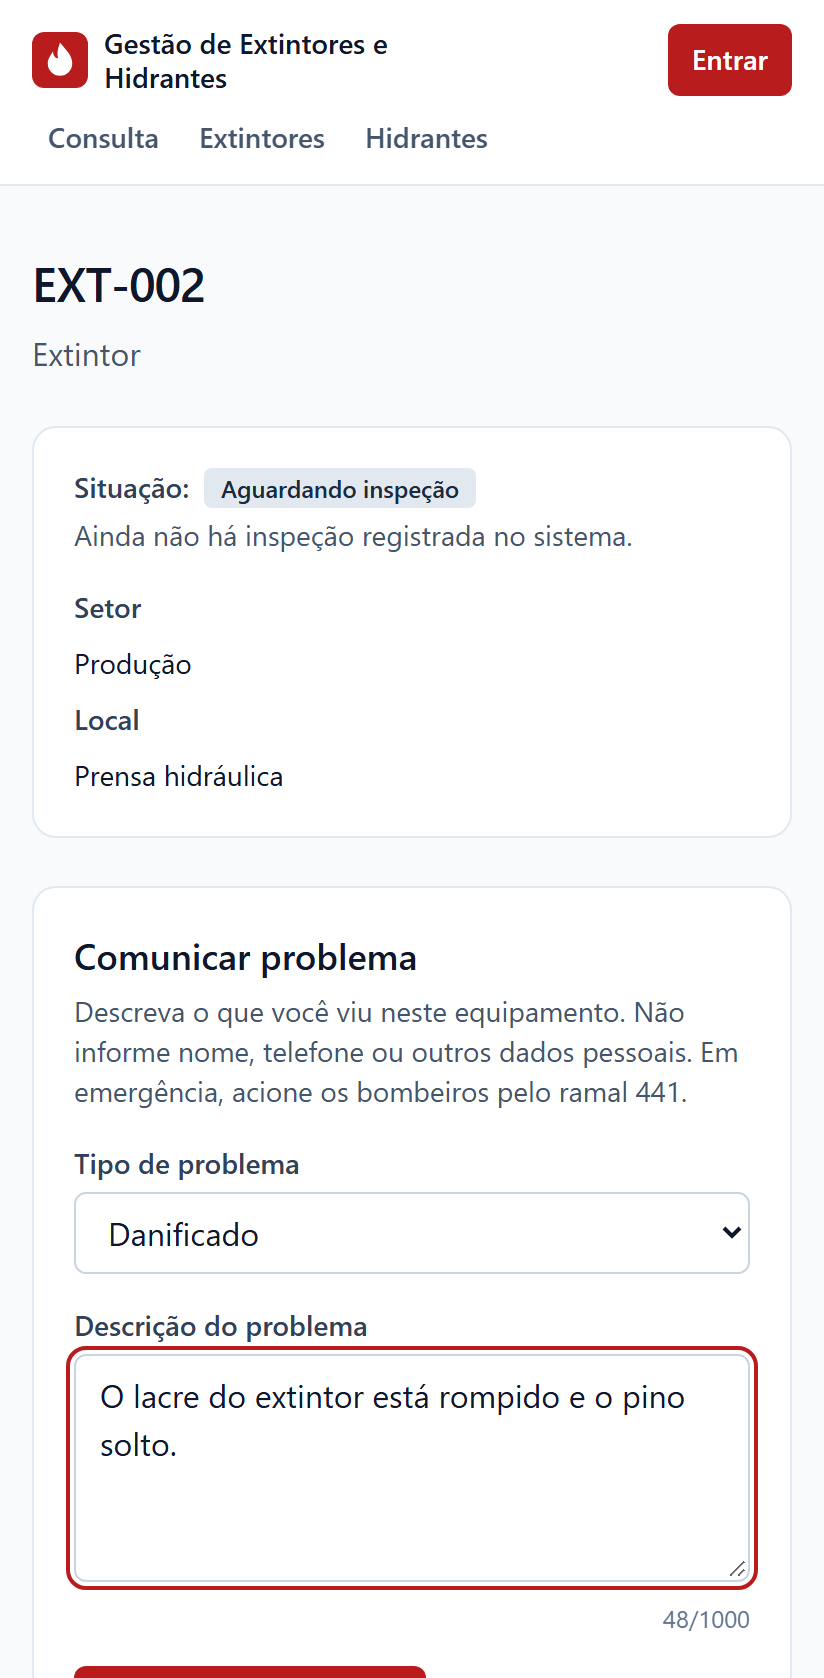 Gestão de Extintores e
Hidrantes
Entrar
Consulta Extintores Hidrantes
EXT-002
Extintor
Situação: Aguardando inspeção
Ainda não há inspeção registrada no sistema.
Setor
Produção
Local
Prensa hidráulica
Comunicar problema
Descreva o que você viu neste equipamento. Não
informe nome, telefone ou outros dados pessoais. Em
emergência, acione os bombeiros pelo ramal 441.
Tipo de problema
Danificado
Descrição do problema
O lacre do extintor está rompido e o pino
solto.
48/1000